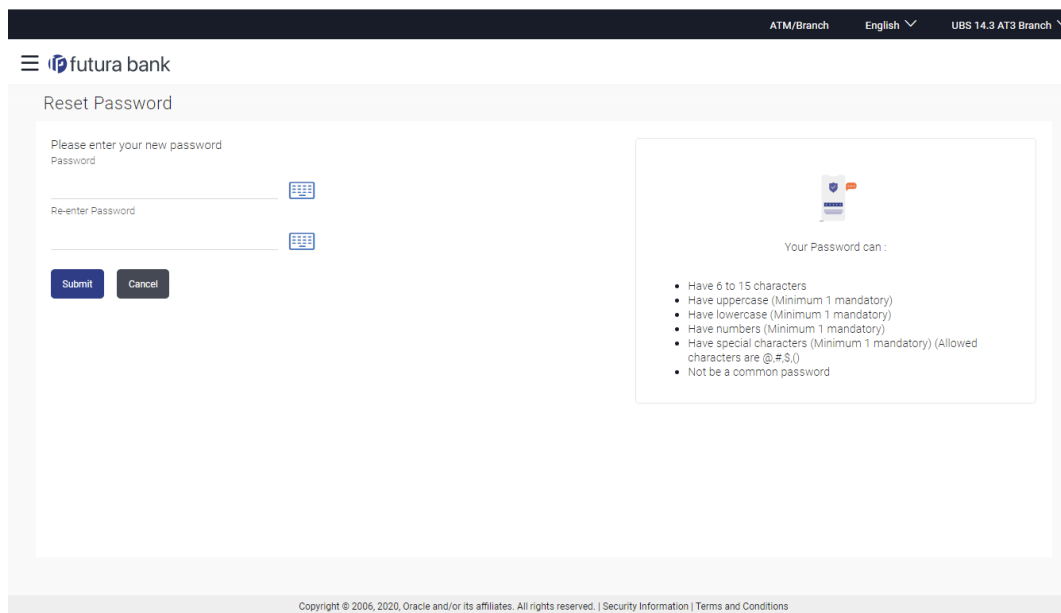 ATM/Branch English UBS 14.3 AT3 Branch
futura bank
Reset Password
Please enter your new password
Password
Re-enter Password
Submit Cancel
Your Password can :
Have 6 to 15 characters
Have uppercase (Minimum 1 mandatory)
Have lowercase (Minimum 1 mandatory)
Have numbers (Minimum 1 mandatory)
Have special characters (Minimum 1 mandatory) (Allowed
characters are @,#,$,()
Not be a common password
Copyright © 2006, 2020, Oracle and/or its affiliates. All rights reserved. | Security Information | Terms and Conditions